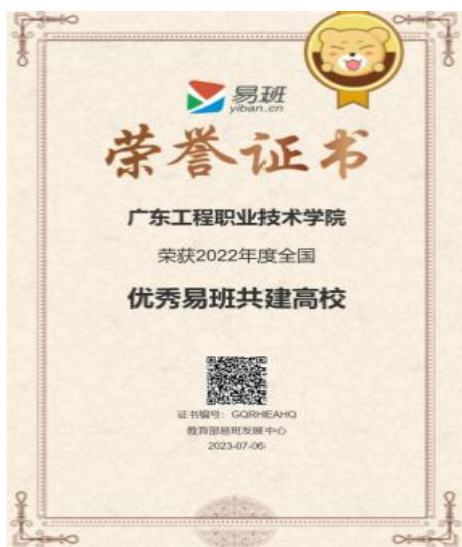 易班
yiban.cn
荣誉证书
广东工程职业技术学院
荣获2022年度全国
优秀易班共建高校
证书编号：GQRHIEAHQ
教育部易班发展中心
2023-07-06